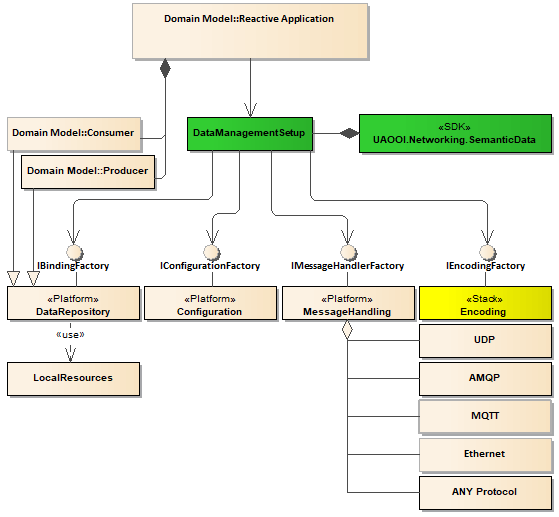 Domain Model::Reactive Application
Domain Model::Consumer
DataManagementSetup
«SDK»
UAOOI.Networking.SemanticData
Domain Model::Producer
IBindingFactory
IConfigurationFactory
IMessageHandlerFactory
IEncodingFactory
«Platform»
DataRepository
«Platform»
Configuration
«Platform»
MessageHandling
«Stack»
Encoding
«use»
UDP
LocalResources
AMQP
MQTT
Ethernet
ANY Protocol